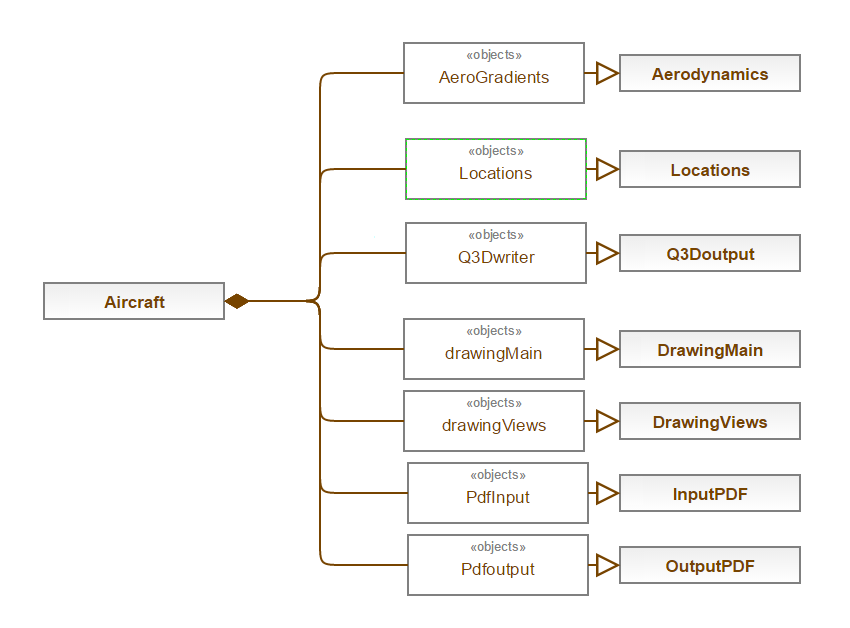 «objects»
AeroGradients
Aerodynamics
«objects»
Locations
Locations
«objects»
Q3Dwriter
Q3Doutput
Aircraft
«objects»
drawingMain
DrawingMain
«objects»
drawingViews
DrawingViews
«objects»
PdfInput
InputPDF
«objects»
Pdfoutput
OutputPDF